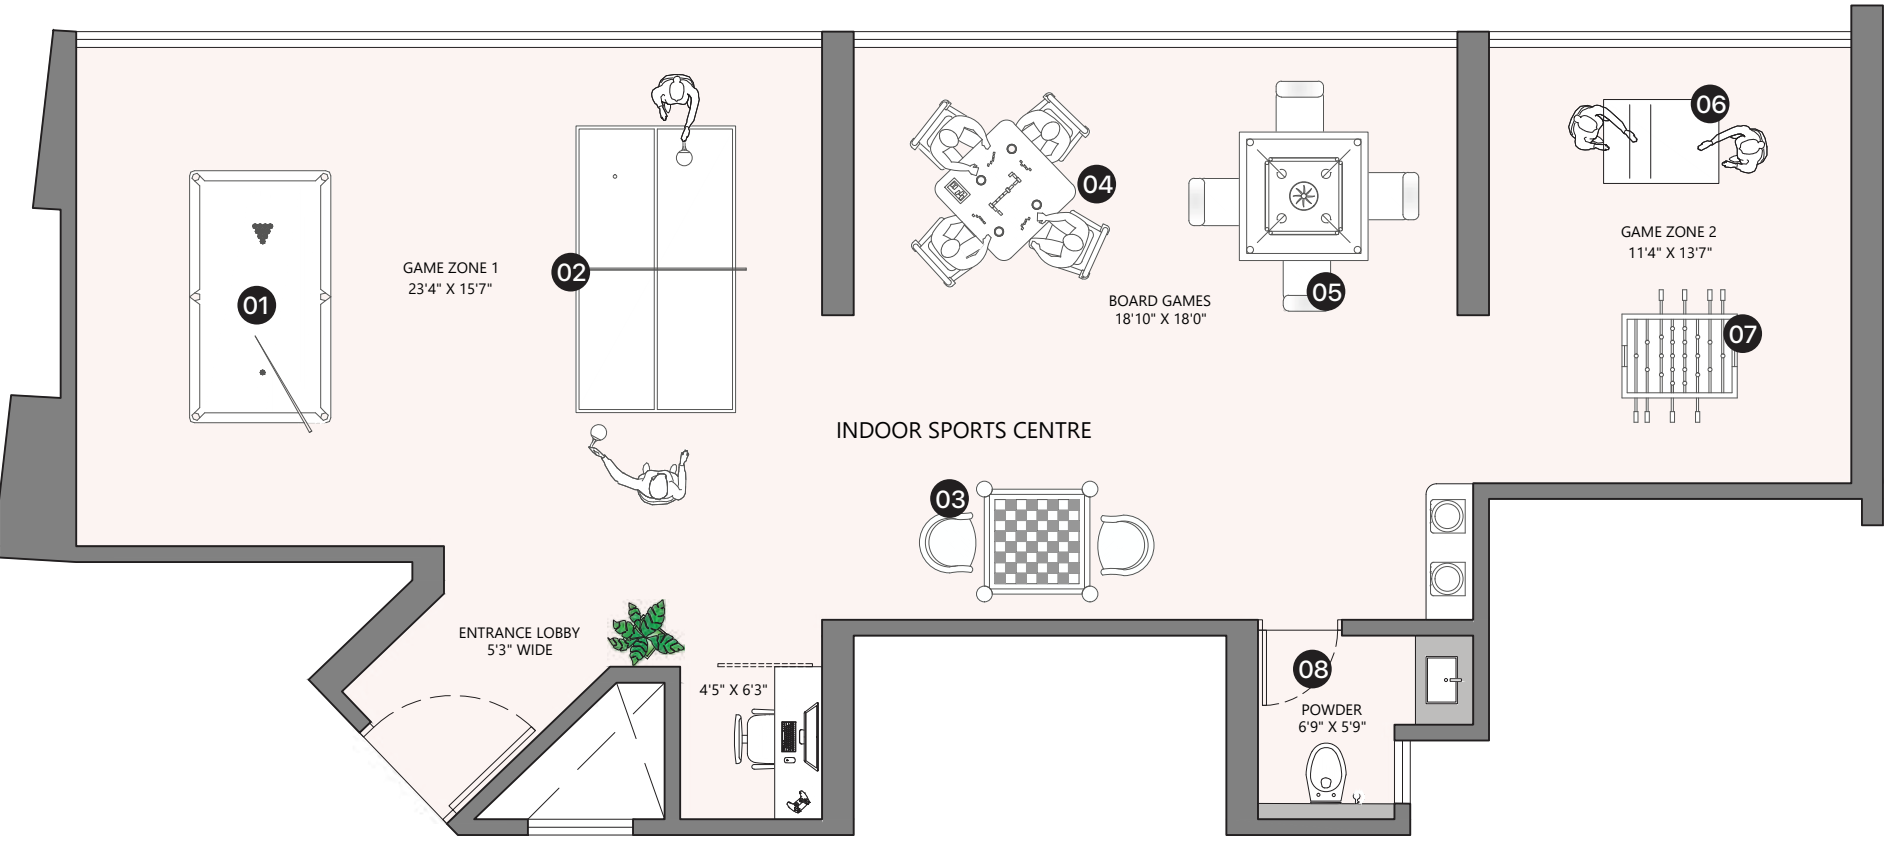 06
04
GAME ZONE 2
11'4" X 13'7"
02
GAME ZONE 1
23'4" X 15'7"
05
01
BOARD GAMES
18'10" X 18'0"
07
INDOOR SPORTS CENTRE
03
ENTRANCE LOBBY
5'3" WIDE
08
4'5" X 6'3"
POWDER
6'9" X 5'9"